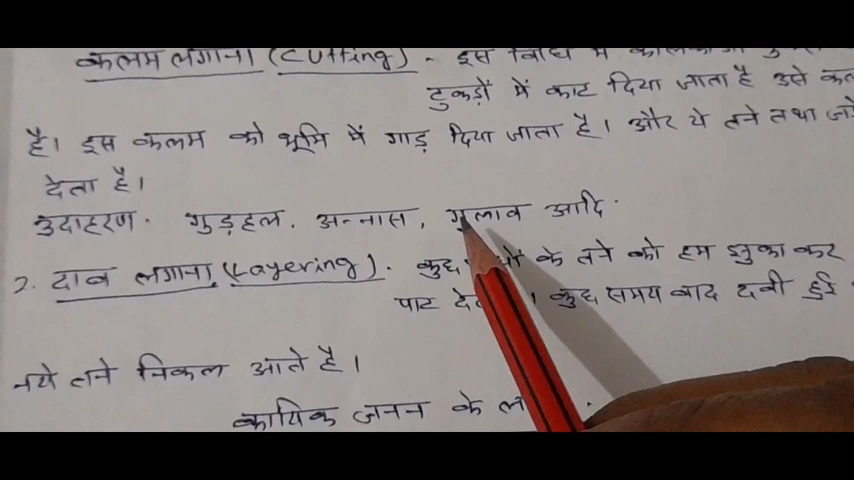 कलम लगाना (Cutting) - इस विधि में
टुकड़ों में काट दिया जाता है उसे
है। इस कलम को भूमि में गाड़ दिया जाता है। और ये तने तथा
देता है।
उदाहरण- गुड़हल, अन्नास, गुलाव आदि-
2. दाब लगाना (Layering) - कुछ के तने को हम झुका कर
पाट कुछ समय बाद दबी हुई
नये तने निकल आते है।
कायिक जनन के